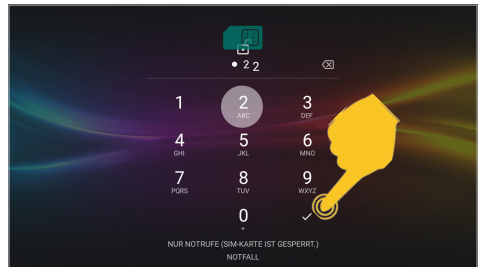 • 2 2
1 2 3
ABC DEF
4 5 6
GHI JKL MNO
7 8 9
PQRS TUV WXYZ
0
+
NUR NOTRUFE (SIM-KARTE IST GESPERRT.)
NOTFALL